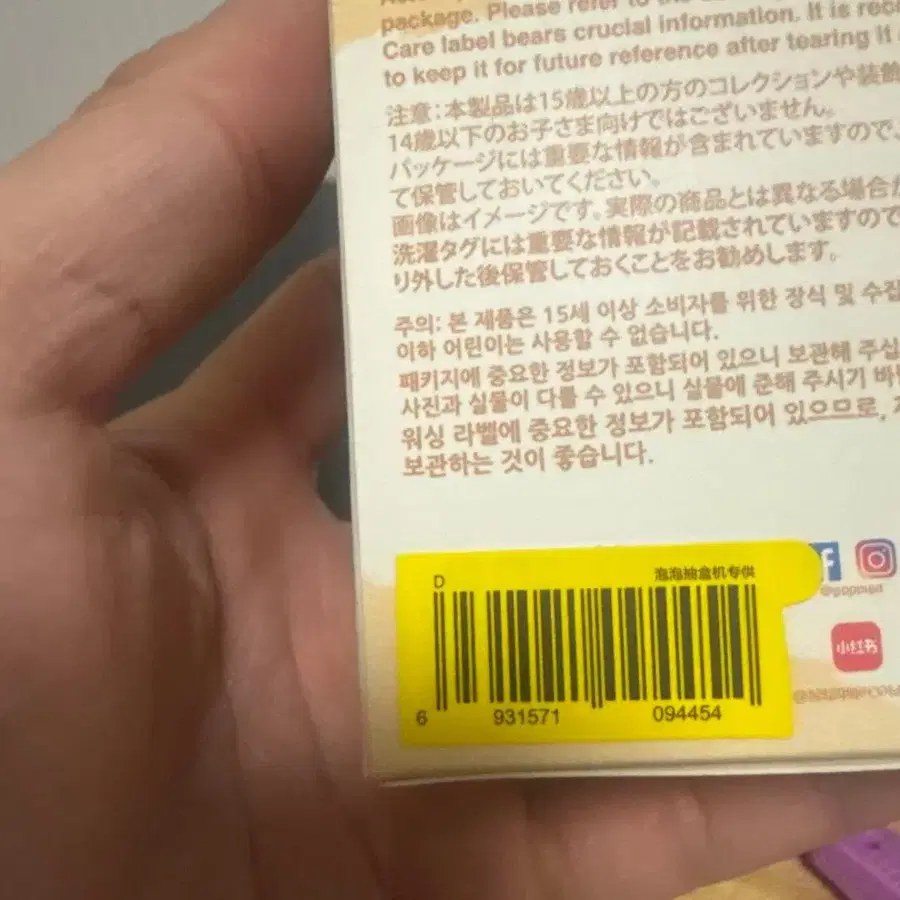 package. Please refer to the
Care label bears crucial information. It is
to keep it for future reference after tearing it
注意：本製品は15歳以上の方のコレクションや装飾
14歳以下のお子さま向けではございません。
パッケージには重要な情報が含まれていますので、
て保管しておいてください。
画像はイメージです。実際の商品とは異なる場合が
洗濯タグには重要な情報が記載されていますので
り外した後保管しておくことをお勧めします。
주의: 본 제품은 15세 이상 소비자를 위한 장식 및 수집
이하 어린이는 사용할 수 없습니다.
패키지에 중요한 정보가 포함되어 있으니 보관해 주십
사진과 실물이 다를 수 있으니 실물에 준해 주시기 바
워싱 라벨에 중요한 정보가 포함되어 있으므로,
보관하는 것이 좋습니다.
D
泡泡抽盒机专供
6 931571 094454
f
@popmart
小红书